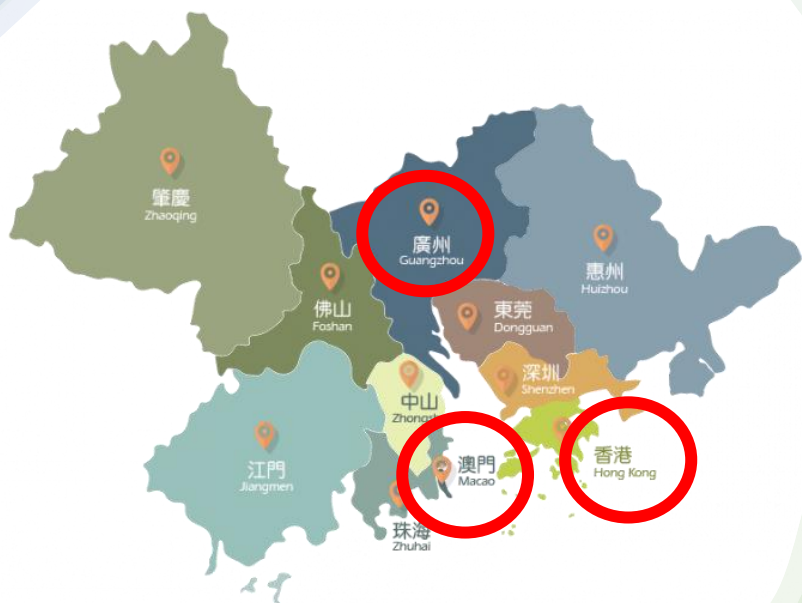 肇慶
Zhaoqing
廣州
Guangzhou
惠州
Huizhou
佛山
Foshan
東莞
Dongguan
深圳
Shenzhen
中山
江門
Jiangmen
澳門
Macao
香港
Hong Kong
珠海
Zhuhai